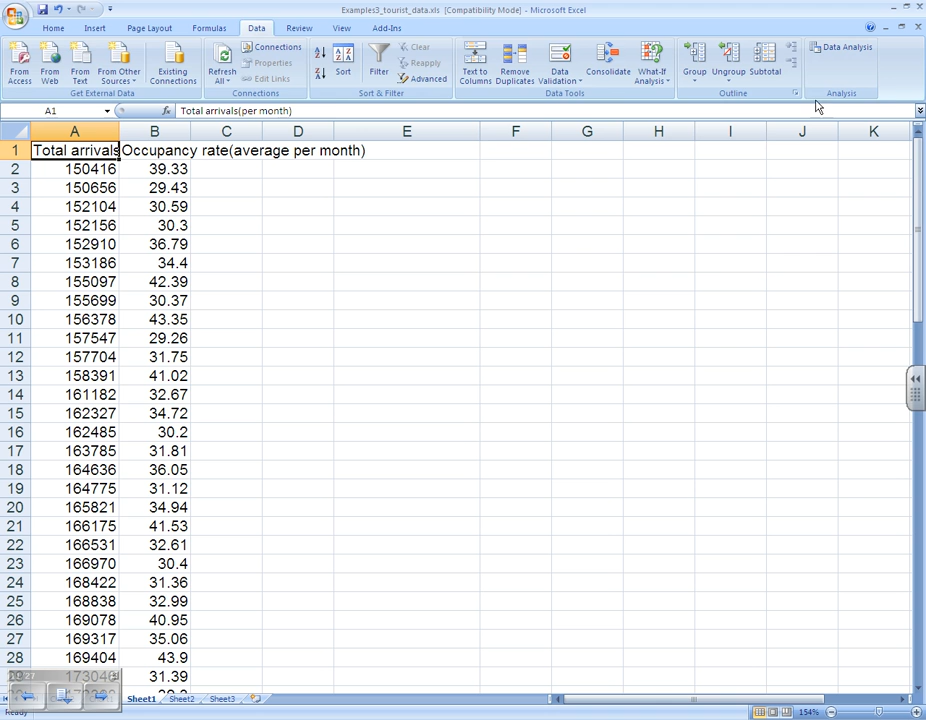 Examples3_tourist_data.xls [Compatibility Mode] - Microsoft Excel
Home Insert Page Layout Formulas Data Review View Add-Ins
From Access From Web From Text From Other Sources Existing Connections
Get External Data
Refresh All Connections Properties Edit Links
Connections
Sort Filter Clear Reapply Advanced
Sort & Filter
Text to Columns Remove Duplicates Data Validation Consolidate What-If Analysis
Data Tools
Group Ungroup Subtotal
Outline
Data Analysis
Analysis
A1 fx Total arrivals(per month)
A B C D E F G H I J K
1 Total arrivals Occupancy rate(average per month)
2 150416 39.33
3 150656 29.43
4 152104 30.59
5 152156 30.3
6 152910 36.79
7 153186 34.4
8 155097 42.39
9 155699 30.37
10 156378 43.35
11 157547 29.26
12 157704 31.75
13 158391 41.02
14 161182 32.67
15 162327 34.72
16 162485 30.2
17 163785 31.81
18 164636 36.05
19 164775 31.12
20 165821 34.94
21 166175 41.53
22 166531 32.61
23 166970 30.4
24 168422 31.36
25 168838 32.99
26 169078 40.95
27 169317 35.06
28 169404 43.9
31.39
Sheet1 Sheet2 Sheet3
Ready 154%